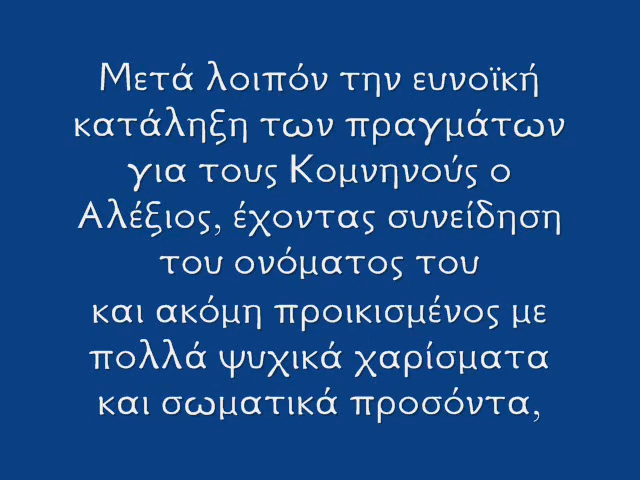 Μετά λοιπόν την ευνοϊκή
κατάληξη των πραγμάτων
για τους Κομνηνούς ο
Αλέξιος, έχοντας συνείδηση
του ονόματος του
και ακόμη προικισμένος με
πολλά ψυχικά χαρίσματα
και σωματικά προσόντα,